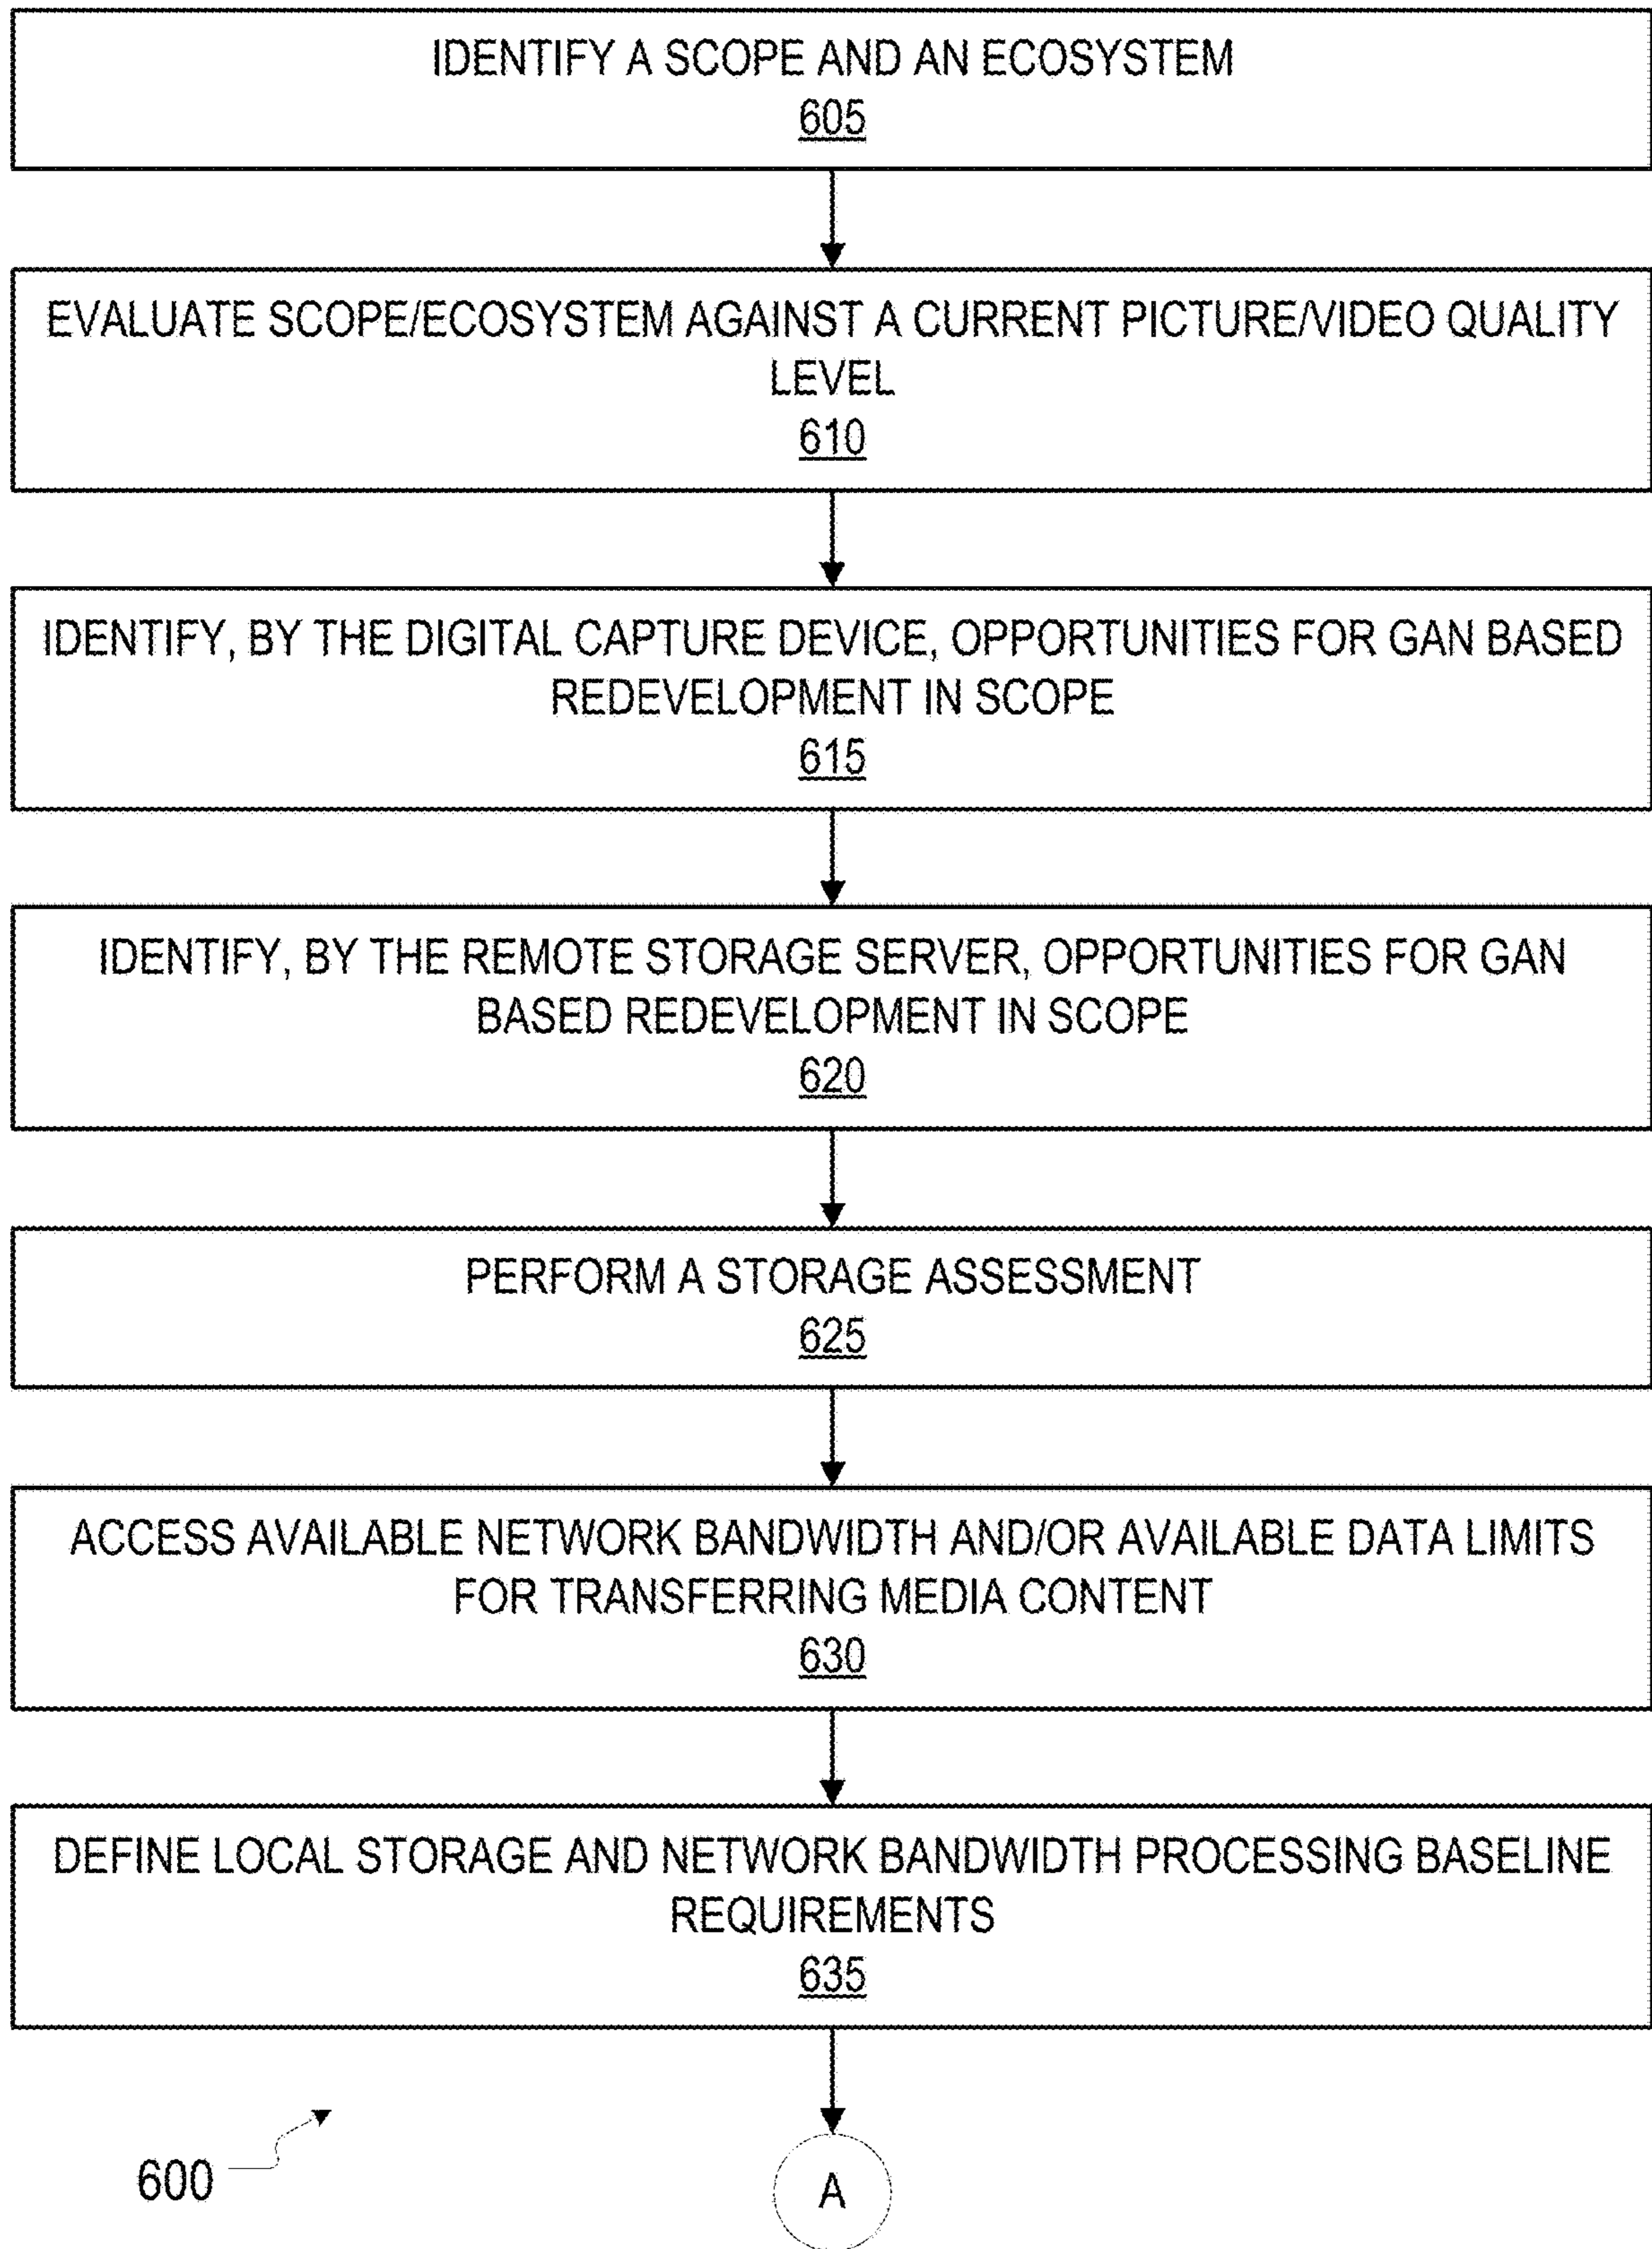 IDENTIFY A SCOPE AND AN ECOSYSTEM
605
EVALUATE SCOPE/ECOSYSTEM AGAINST A CURRENT PICTURE/VIDEO QUALITY
LEVEL
610
IDENTIFY, BY THE DIGITAL CAPTURE DEVICE, OPPORTUNITIES FOR GAN BASED
REDEVELOPMENT IN SCOPE
615
IDENTIFY, BY THE REMOTE STORAGE SERVER, OPPORTUNITIES FOR GAN
BASED REDEVELOPMENT IN SCOPE
620
PERFORM A STORAGE ASSESSMENT
625
ACCESS AVAILABLE NETWORK BANDWIDTH AND/OR AVAILABLE DATA LIMITS
FOR TRANSFERRING MEDIA CONTENT
630
DEFINE LOCAL STORAGE AND NETWORK BANDWIDTH PROCESSING BASELINE
REQUIREMENTS
635
600
A